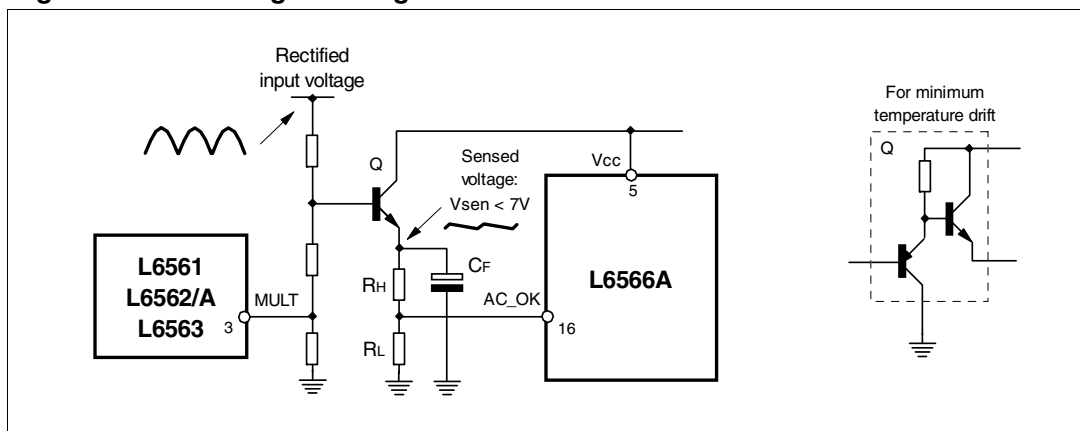 Rectified
input voltage
Q
Sensed
voltage:
Vsen < 7V
Vcc
5
L6561
L6562/A
L6563
MULT
3
RH
CF
RL
AC_OK
16
L6566A
For minimum
temperature drift
Q